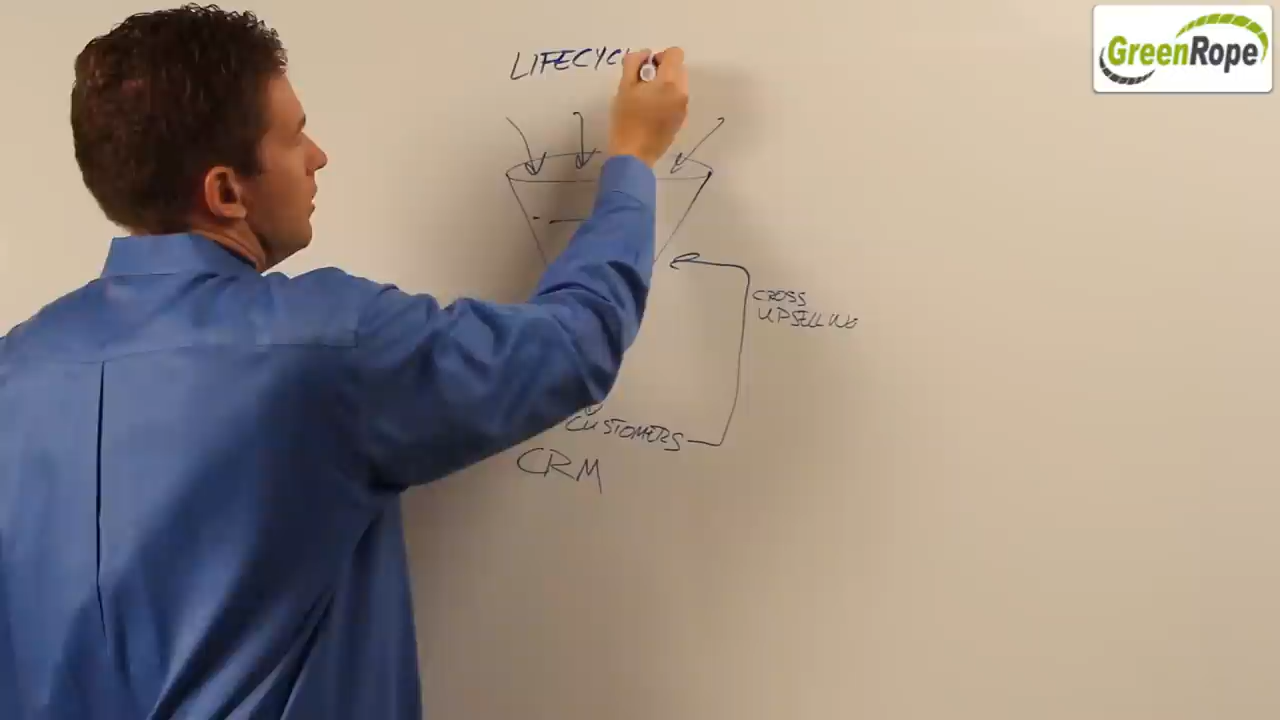 GreenRope
LIFECYC
CROSS
UPSELLING
CUSTOMERS
CRM